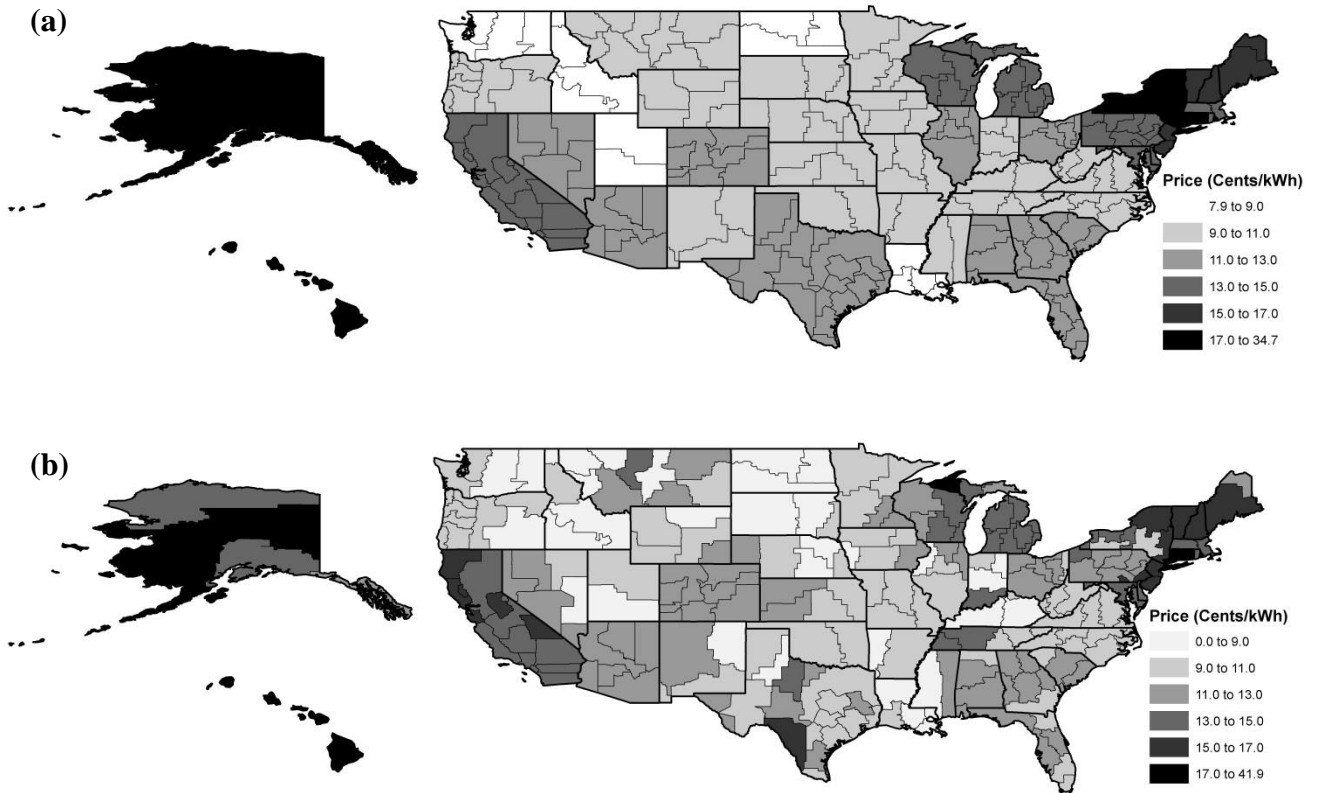 (a)
Price (Cents/kWh)
7.9 to 9.0
9.0 to 11.0
11.0 to 13.0
13.0 to 15.0
15.0 to 17.0
17.0 to 34.7
(b)
Price (Cents/kWh)
0.0 to 9.0
9.0 to 11.0
11.0 to 13.0
13.0 to 15.0
15.0 to 17.0
17.0 to 41.9